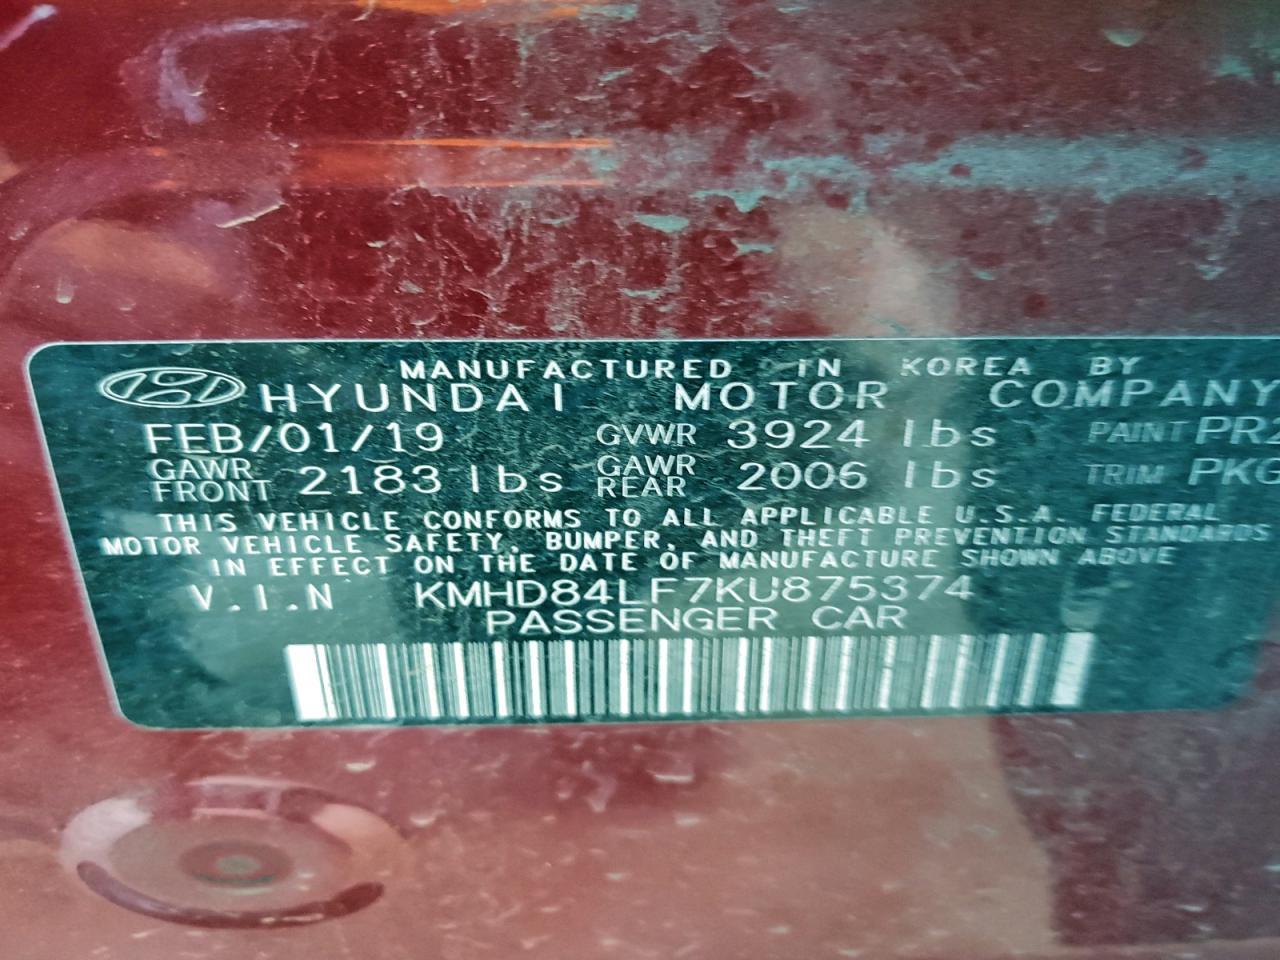 MANUFACTURED IN KOREA BY
HYUNDAI MOTOR COMPANY
FEB/01/19 GVWR 3924 lbs PAINT PR2
GAWR FRONT 2183 lbs GAWR REAR 2006 lbs TRIM PKG
THIS VEHICLE CONFORMS TO ALL APPLICABLE U.S.A. FEDERAL
MOTOR VEHICLE SAFETY, BUMPER, AND THEFT PREVENTION STANDARDS
IN EFFECT ON THE DATE OF MANUFACTURE SHOWN ABOVE
V.I.N KMHD84LF7KU875374
PASSENGER CAR